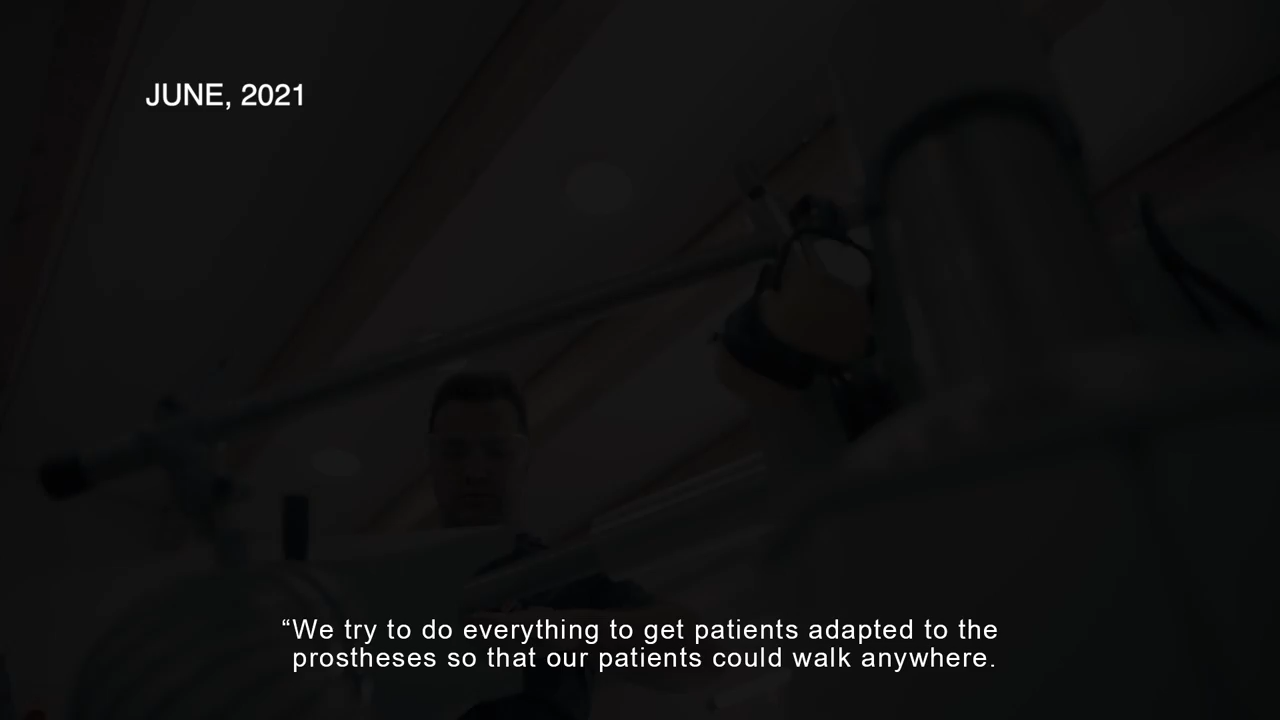 JUNE, 2021
“We try to do everything to get patients adapted to the
prostheses so that our patients could walk anywhere.